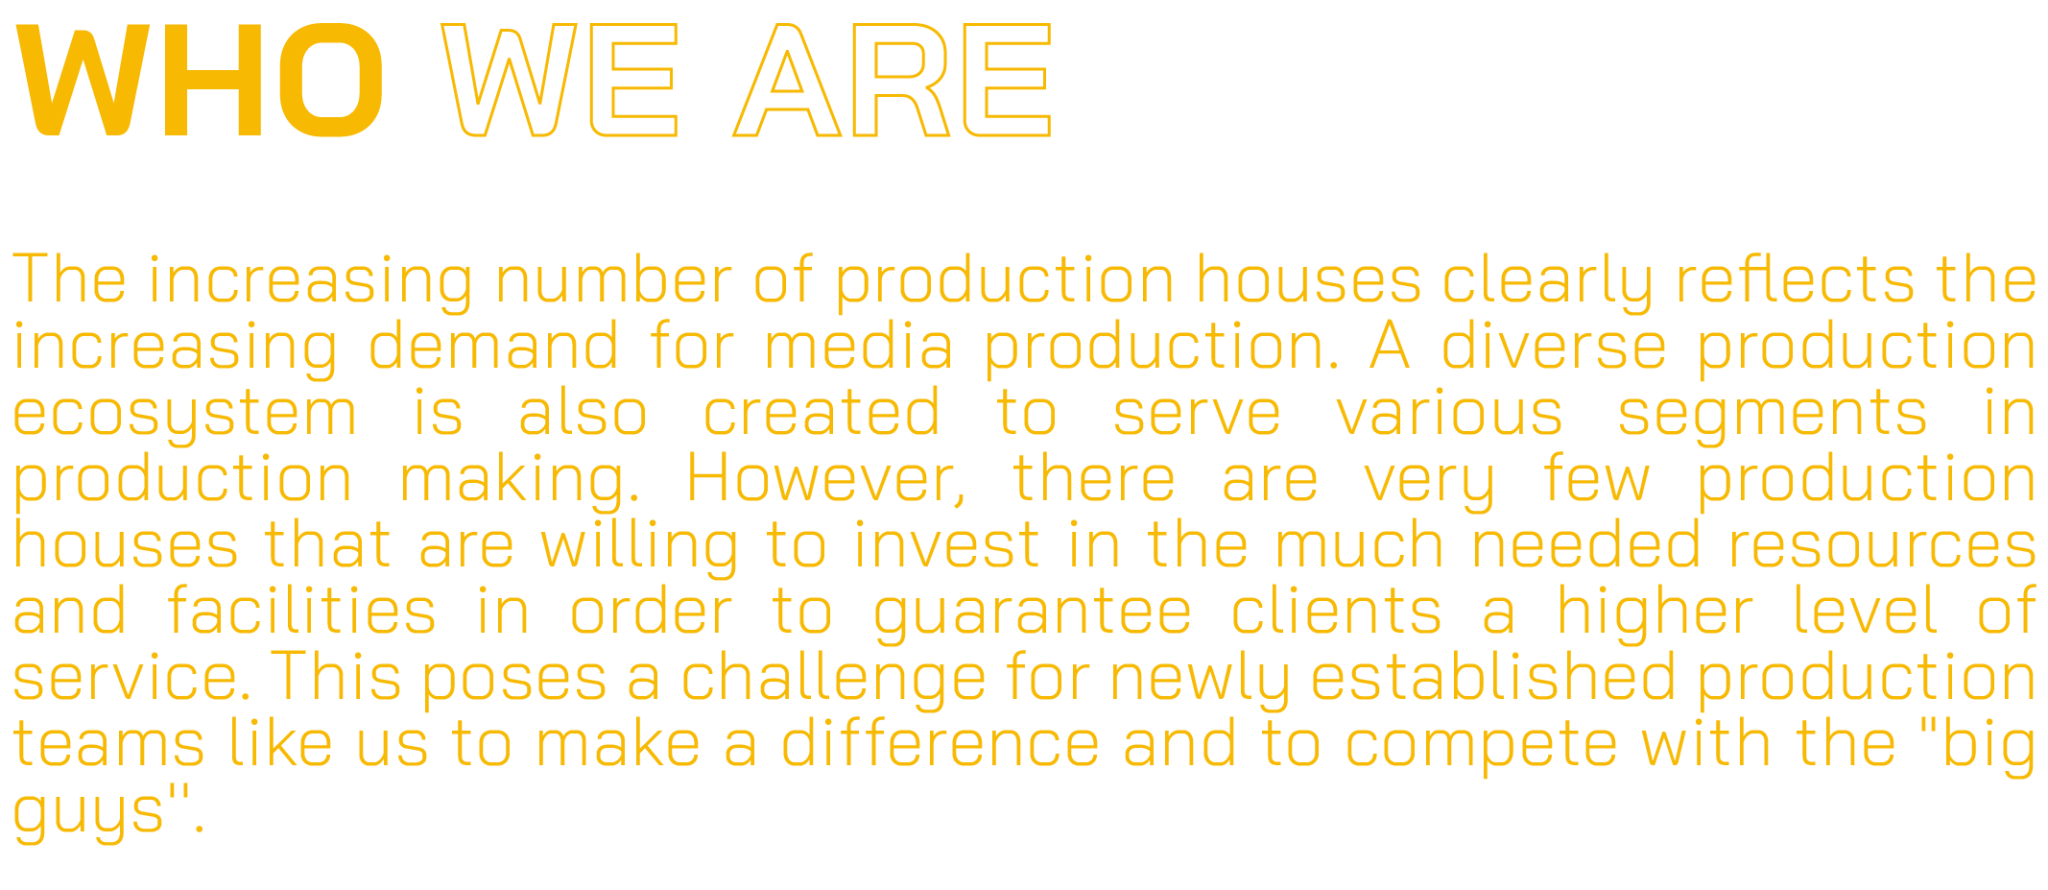 WHO WE ARE
The increasing number of production houses clearly reflects the
increasing demand for media production. A diverse production
ecosystem is also created to serve various segments in
production making. However, there are very few production
houses that are willing to invest in the much needed resources
and facilities in order to guarantee clients a higher level of
service. This poses a challenge for newly established production
teams like us to make a difference and to compete with the "big
guys".